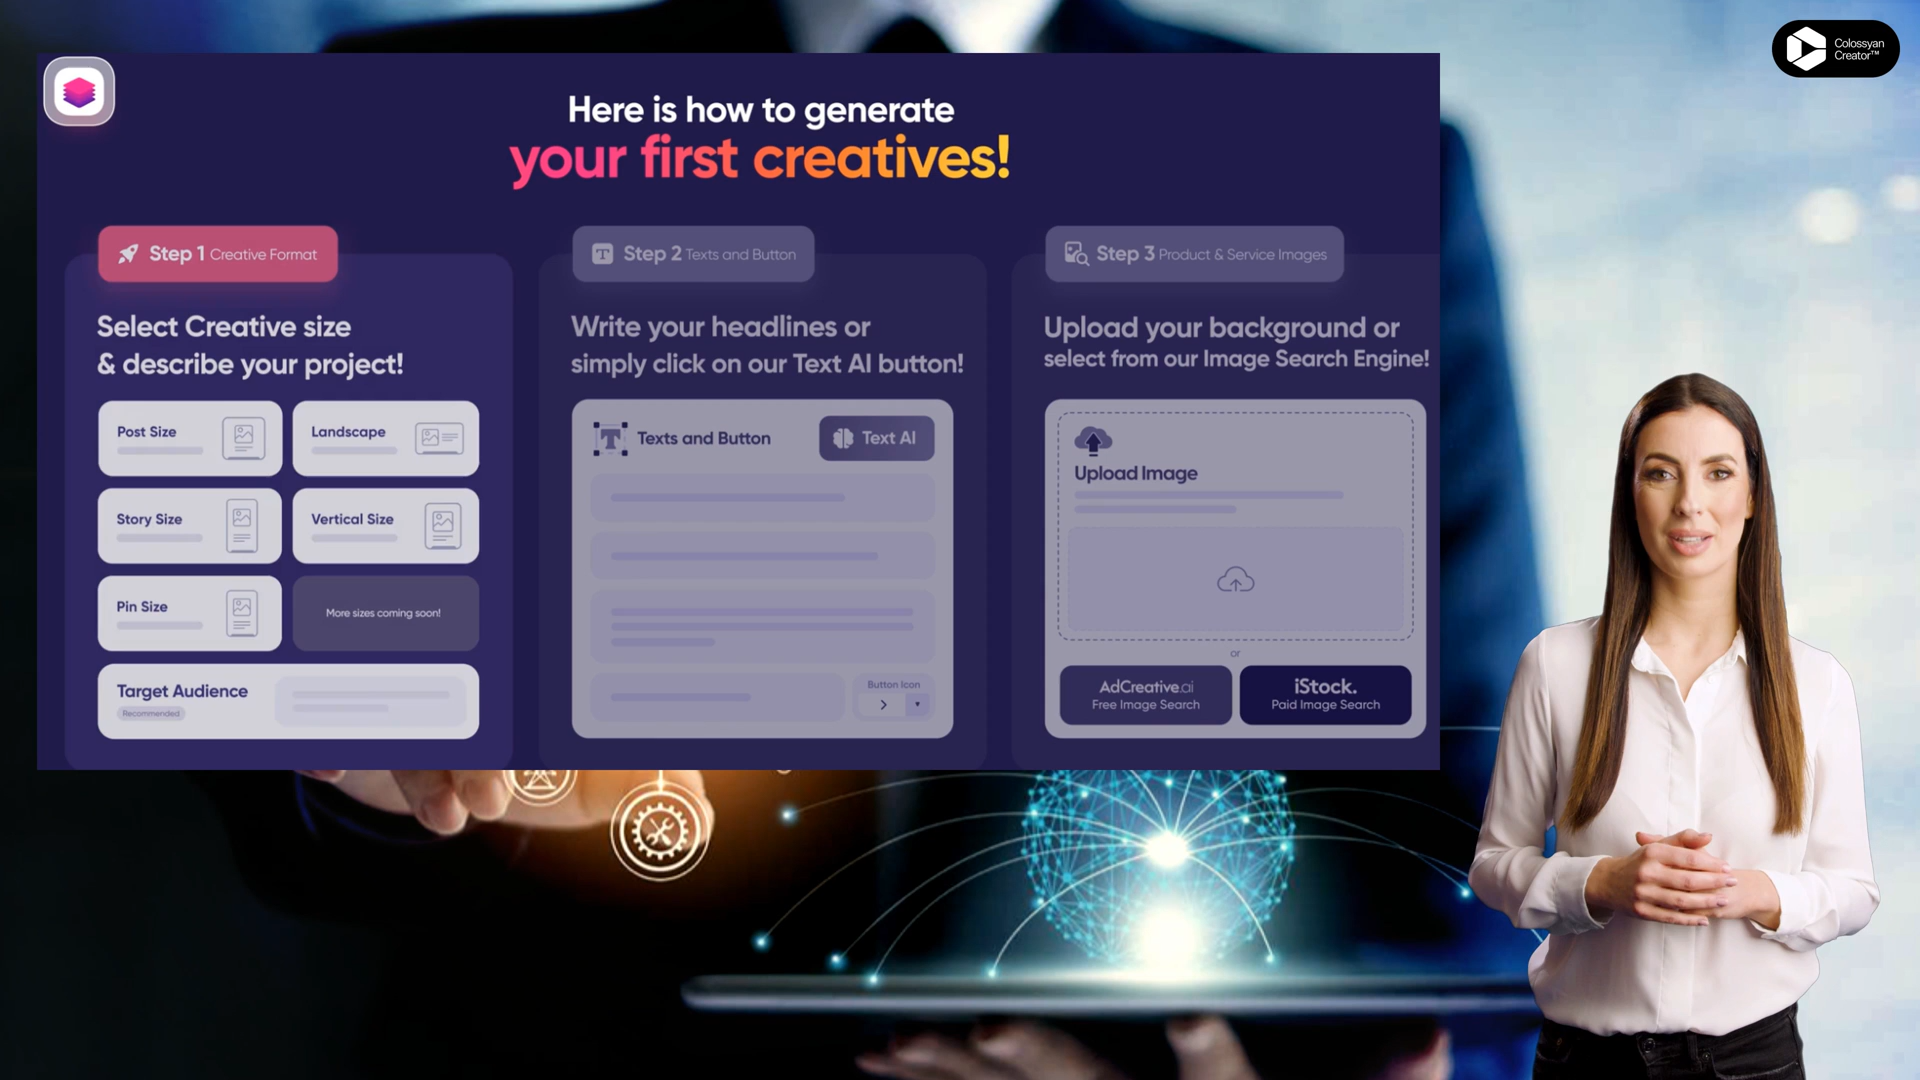 Colossyan
Creator™
Here is how to generate
your first creatives!
Step 1 Creative Format
Select Creative size
& describe your project!
Post Size
Landscape
Story Size
Vertical Size
Pin Size
More sizes coming soon!
Target Audience
Recommended
Step 2 Texts and Button
Write your headlines or
simply click on our Text AI button!
Texts and Button
Text AI
Button Icon
Step 3 Product & Service Images
Upload your background or
select from our Image Search Engine!
Upload Image
or
AdCreative.ai
Free Image Search
iStock.
Paid Image Search